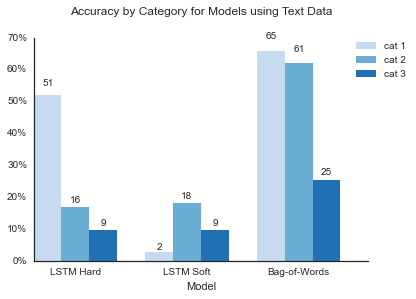 Accuracy by Category for Models using Text Data
70%
60%
50%
40%
30%
20%
10%
0%
51
16
9
2
18
9
65
61
25
cat 1
cat 2
cat 3
LSTM Hard
LSTM Soft
Bag-of-Words
Model